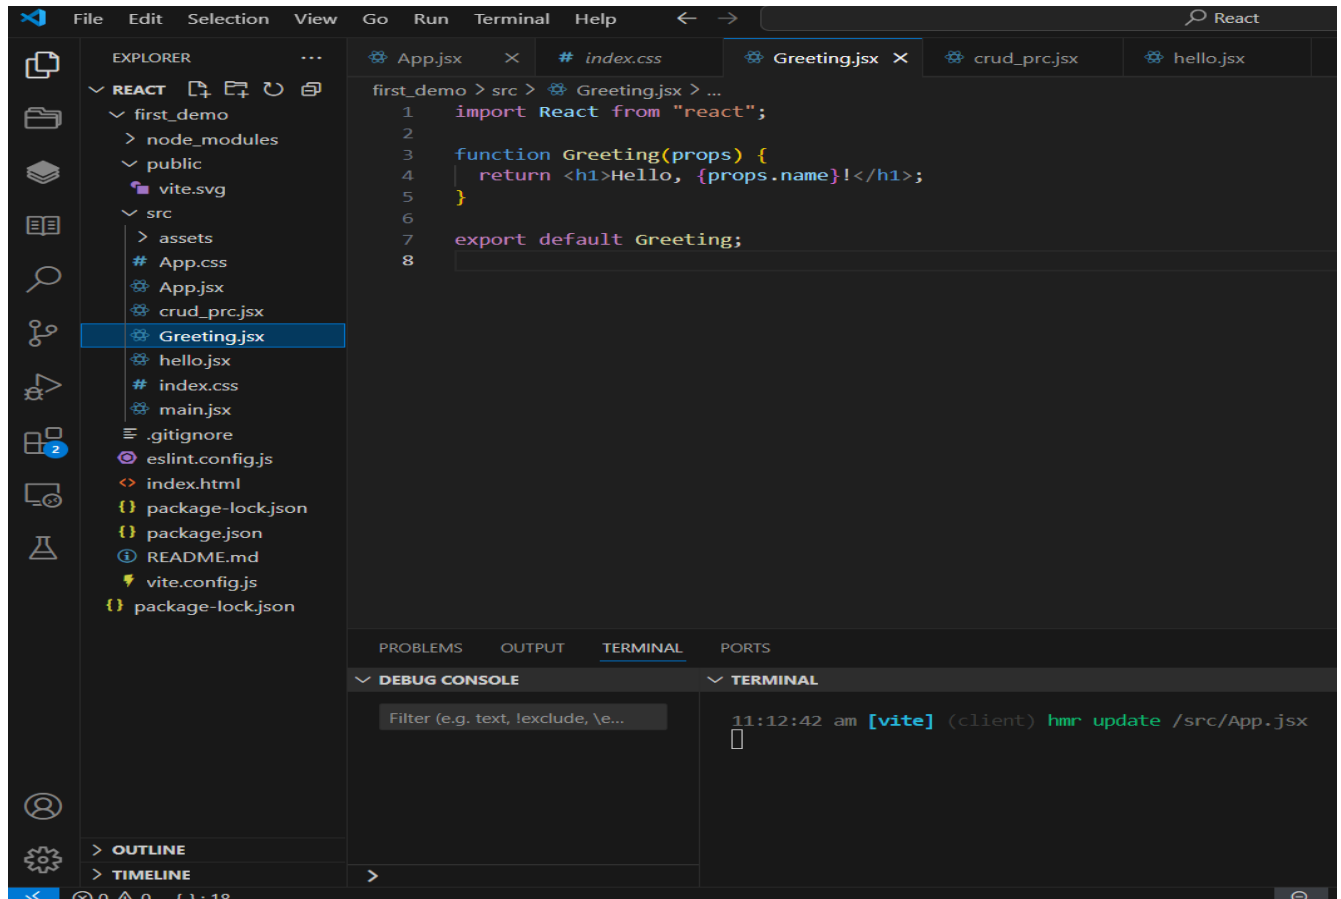 File Edit Selection View Go Run Terminal Help React
EXPLORER
REACT
first_demo
node_modules
public
vite.svg
src
assets
# App.css
App.jsx
crud_prc.jsx
Greeting.jsx
hello.jsx
# index.css
main.jsx
.gitignore
eslint.config.js
<> index.html
{} package-lock.json
{} package.json
README.md
vite.config.js
{} package-lock.json
OUTLINE
TIMELINE
2
App.jsx # index.css Greeting.jsx crud_prc.jsx hello.jsx
first_demo > src > Greeting.jsx > ...
1 import React from "react";
2
3 function Greeting(props) {
4 return <h1>Hello, {props.name}!</h1>;
5 }
6
7 export default Greeting;
8
PROBLEMS OUTPUT TERMINAL PORTS
DEBUG CONSOLE
Filter (e.g. text, !exclude, \e...
>
TERMINAL
11:12:42 am [vite] (client) hmr update /src/App.jsx